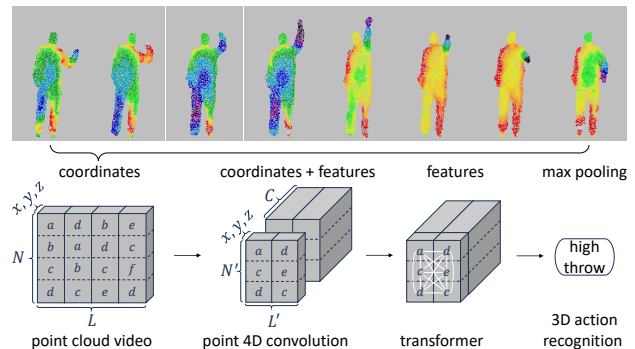 coordinates
coordinates + features
features
max pooling
x, y, z
C
x, y, z
N
a d b e
b a d c
c b c f
d c e d
L
N′
a d
c e
d c
L′
a d
c e
d c
high
throw
point cloud video
point 4D convolution
transformer
3D action
recognition